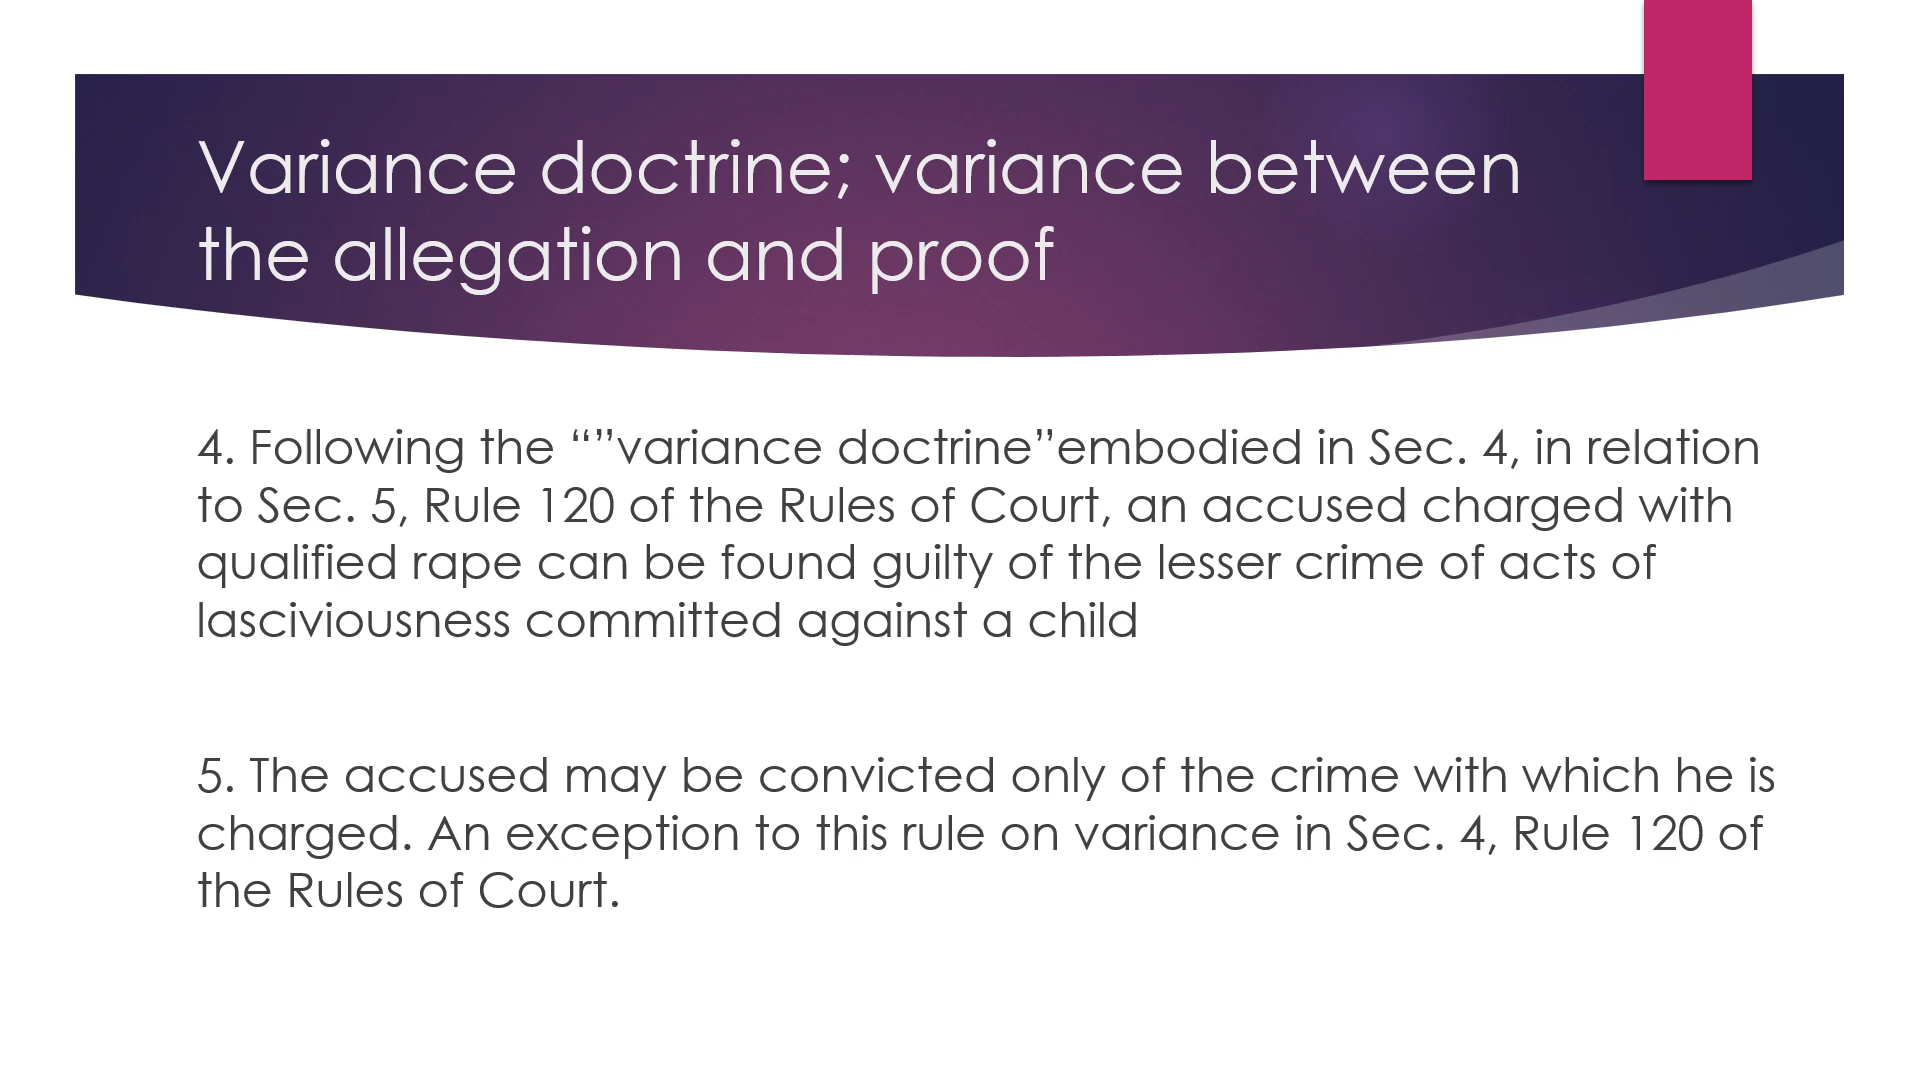 Variance doctrine; variance between
the allegation and proof
4. Following the “”variance doctrine”embodied in Sec. 4, in relation
to Sec. 5, Rule 120 of the Rules of Court, an accused charged with
qualified rape can be found guilty of the lesser crime of acts of
lasciviousness committed against a child
5. The accused may be convicted only of the crime with which he is
charged. An exception to this rule on variance in Sec. 4, Rule 120 of
the Rules of Court.